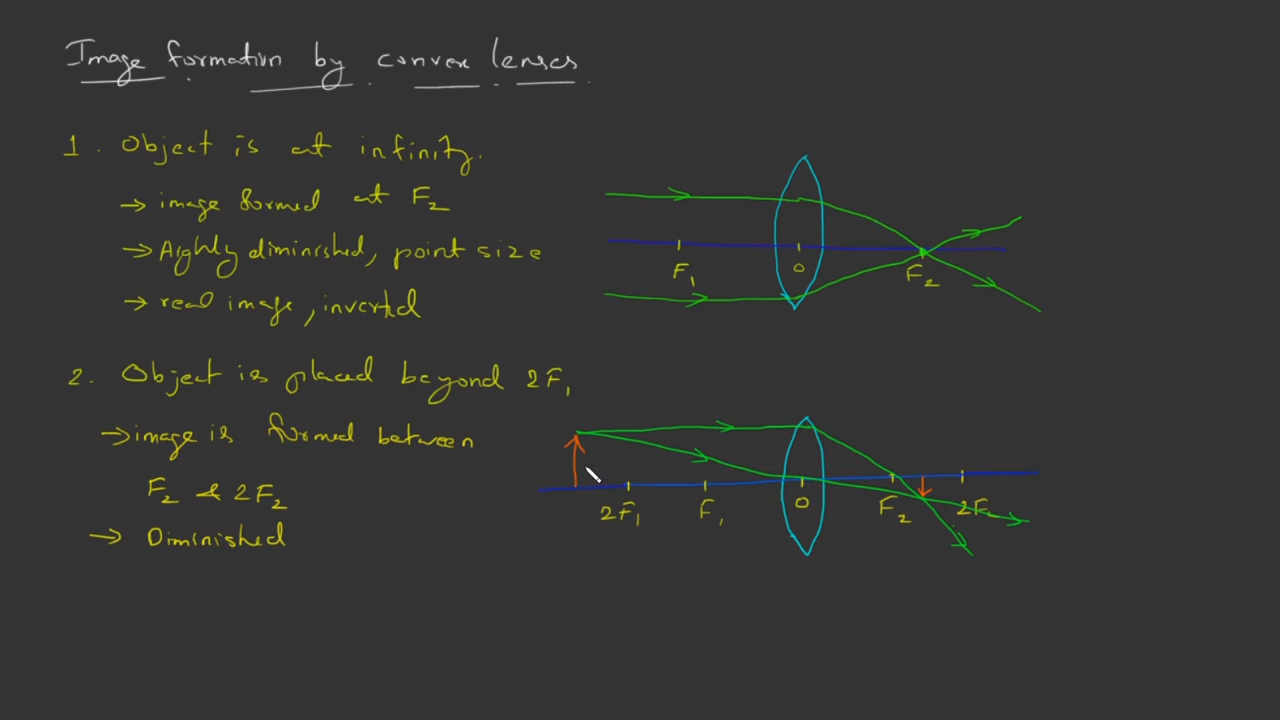 Image formation by convex lenses
1. Object is at infinity.
→ image formed at F₂
→ Highly diminished, point size
→ real image, inverted
F₁ O F₂
2. Object is placed beyond 2F₁
→ image is formed between
F₂ & 2F₂
→ Diminished
2F₁ F₁ O F₂ 2F₂